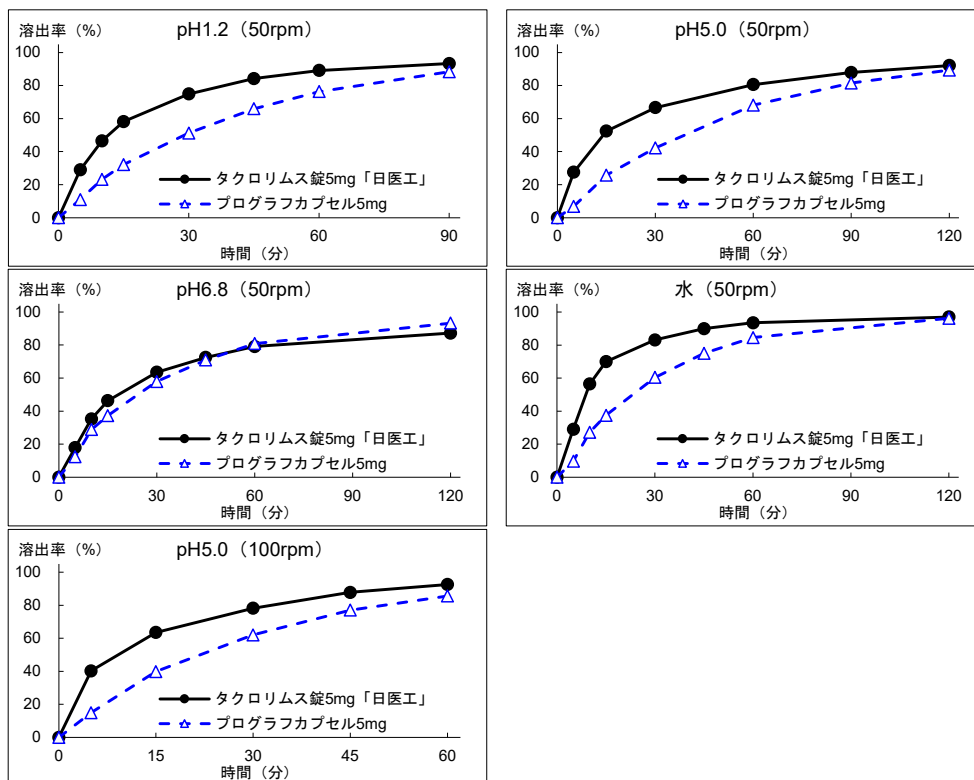 溶出率（%）
pH1.2（50rpm）
100
80
60
40
20
0
タクロリムス錠5mg「日医工」
プログラフカプセル5mg
0 30 60 90
時間（分）
溶出率（%）
pH5.0（50rpm）
100
80
60
40
20
0
タクロリムス錠5mg「日医工」
プログラフカプセル5mg
0 30 60 90 120
時間（分）
溶出率（%）
pH6.8（50rpm）
100
80
60
40
20
0
タクロリムス錠5mg「日医工」
プログラフカプセル5mg
0 30 60 90 120
時間（分）
溶出率（%）
水（50rpm）
100
80
60
40
20
0
タクロリムス錠5mg「日医工」
プログラフカプセル5mg
0 30 60 90 120
時間（分）
溶出率（%）
pH5.0（100rpm）
100
80
60
40
20
0
タクロリムス錠5mg「日医工」
プログラフカプセル5mg
0 15 30 45 60
時間（分）